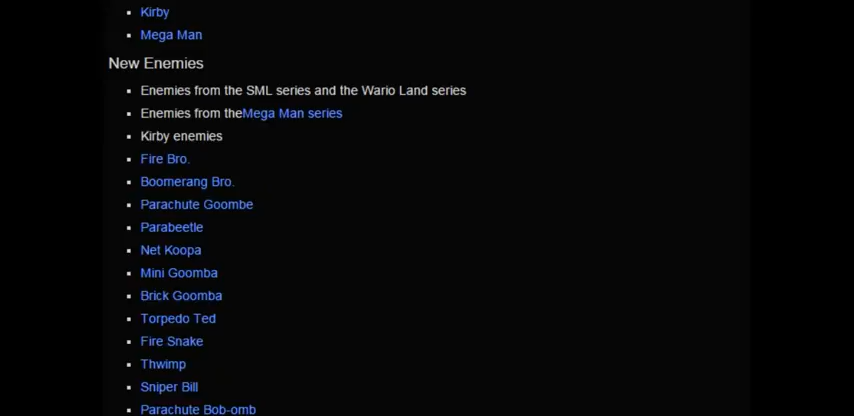 Kirby
Mega Man
New Enemies
Enemies from the SML series and the Wario Land series
Enemies from theMega Man series
Kirby enemies
Fire Bro.
Boomerang Bro.
Parachute Goombe
Parabeetle
Net Koopa
Mini Goomba
Brick Goomba
Torpedo Ted
Fire Snake
Thwimp
Sniper Bill
Parachute Bob-omb